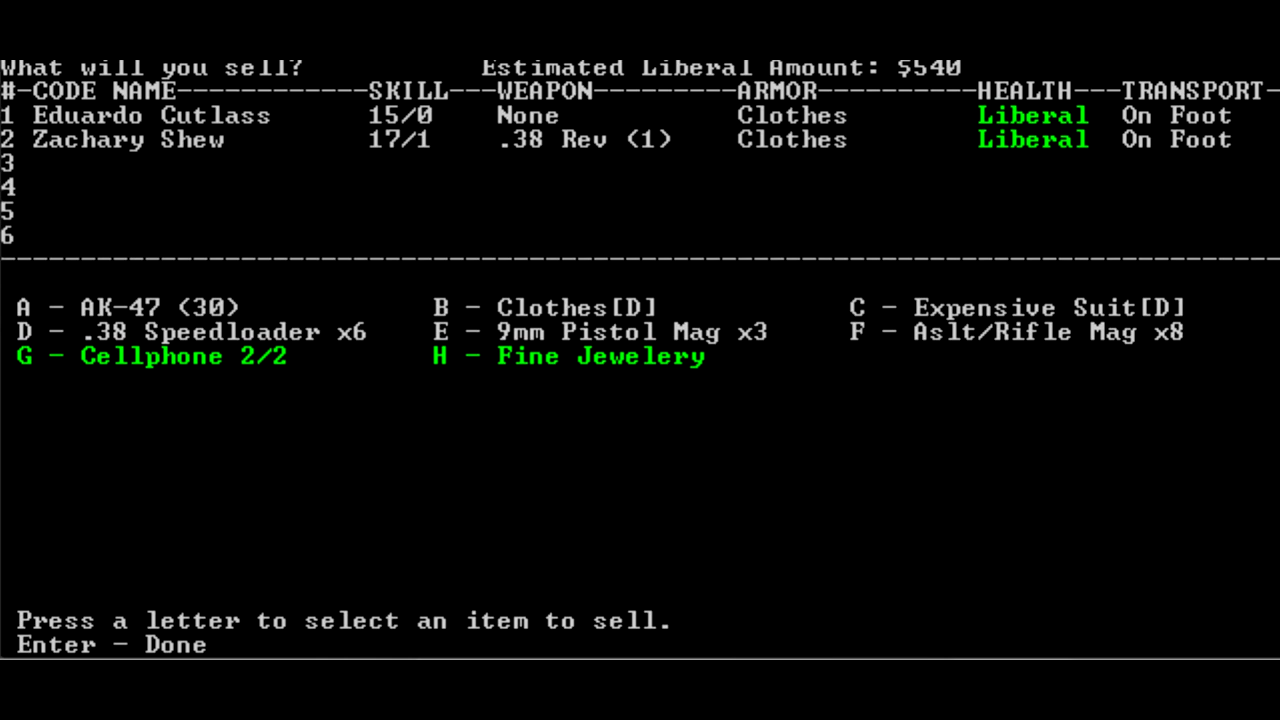 What will you sell? Estimated Liberal Amount: $540
#-CODE NAME------------SKILL---WEAPON---------ARMOR----------HEALTH---TRANSPORT-
1 Eduardo Cutlass 15/0 None Clothes Liberal On Foot
2 Zachary Shew 17/1 .38 Rev (1) Clothes Liberal On Foot
3
4
5
6
--------------------------------------------------------------------------------
A - AK-47 (30) B - Clothes[D] C - Expensive Suit[D]
D - .38 Speedloader x6 E - 9mm Pistol Mag x3 F - Aslt/Rifle Mag x8
G - Cellphone 2/2 H - Fine Jewelery
Press a letter to select an item to sell.
Enter - Done